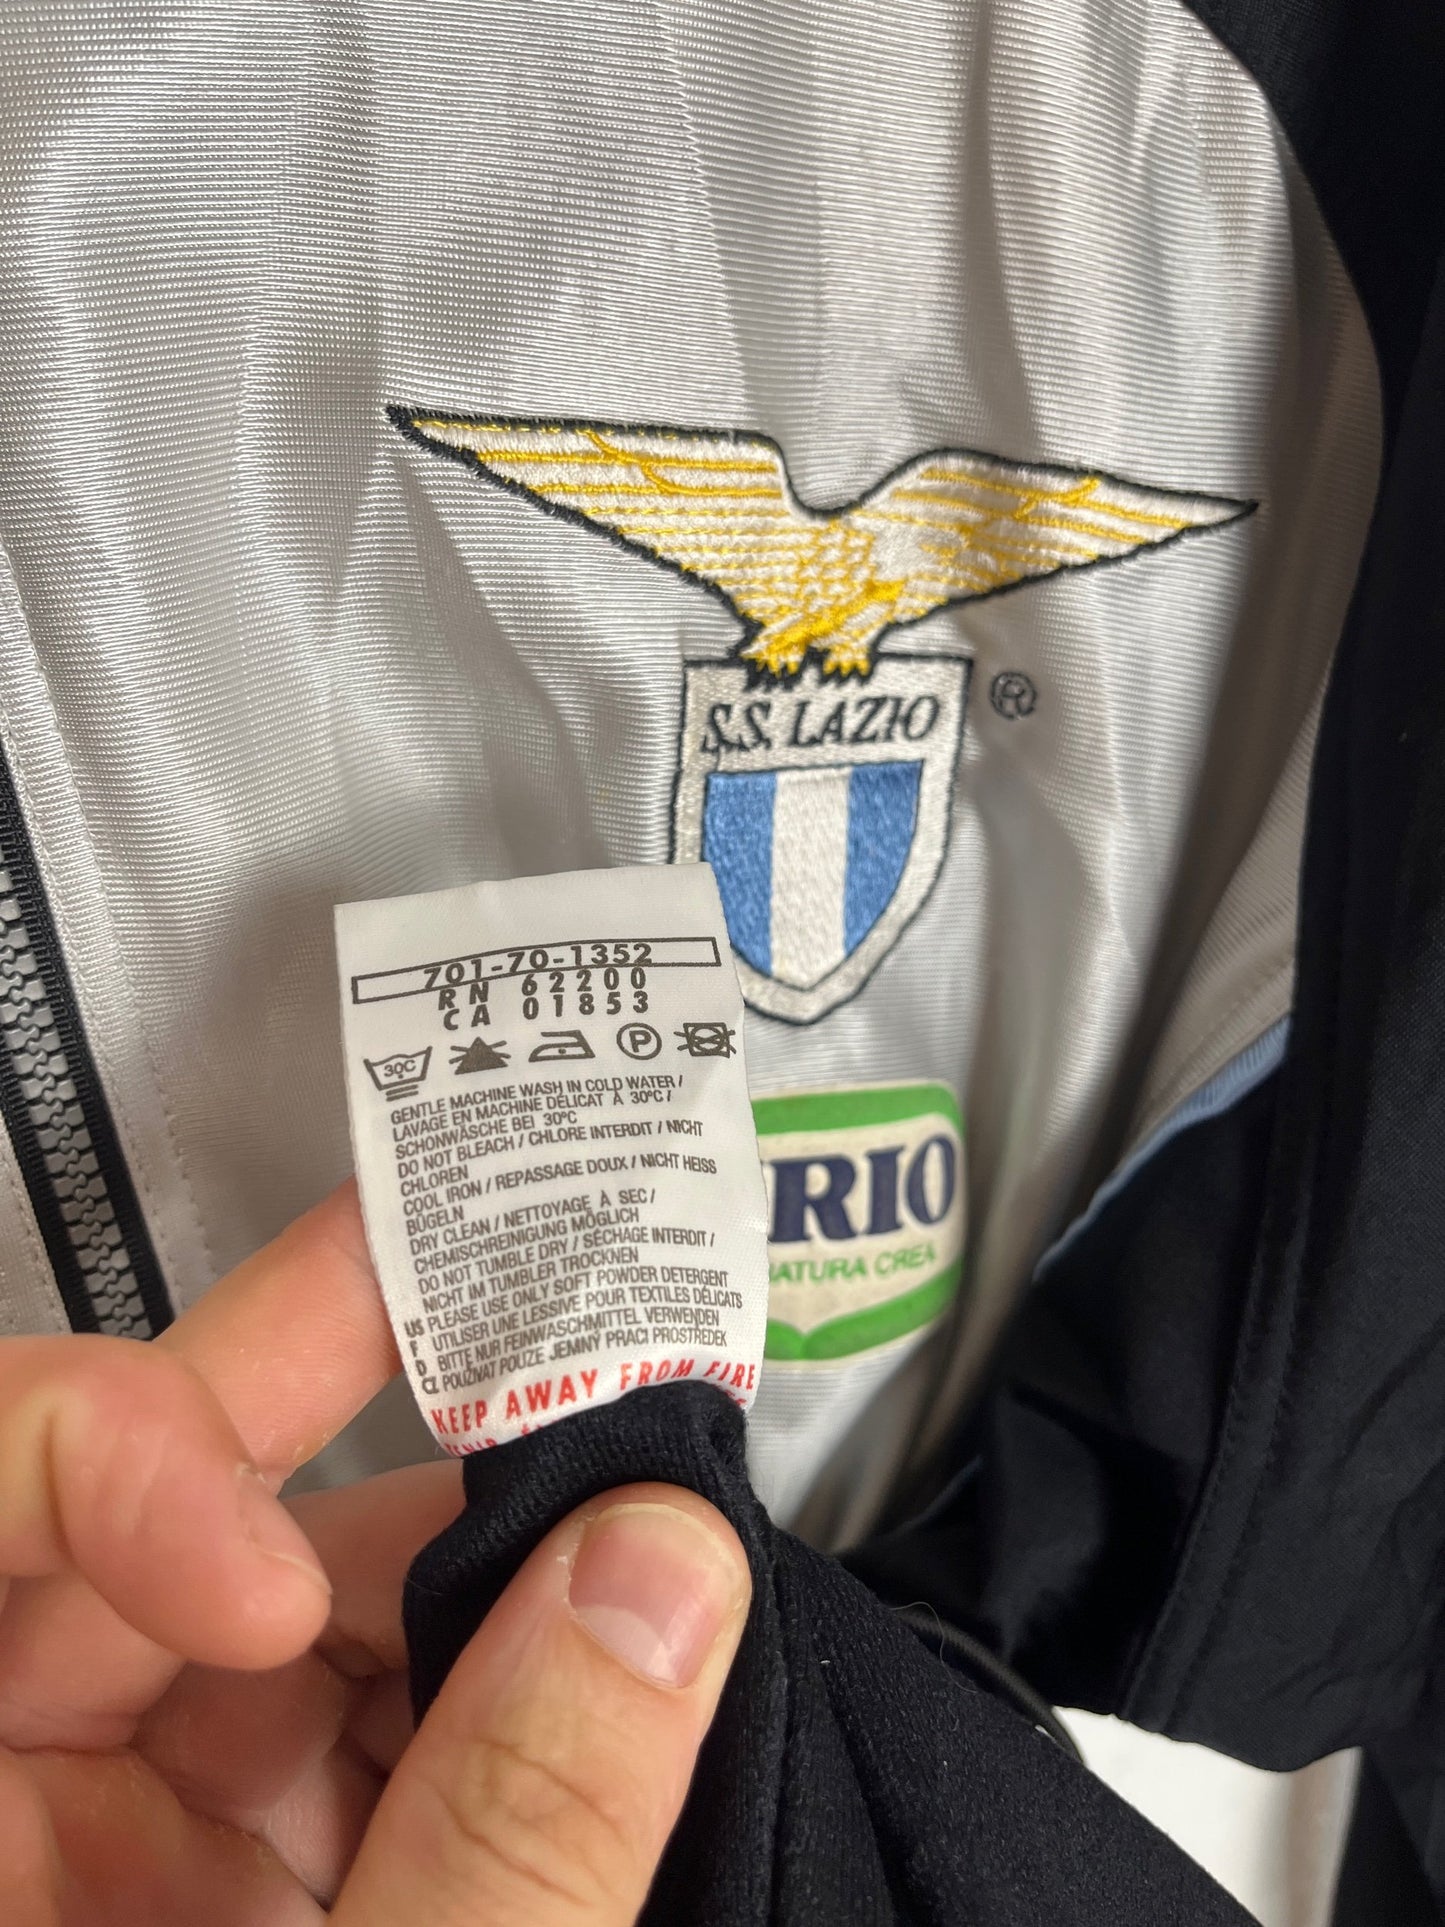 S.S. LAZIO
®
701-70-1352
RN 62200
CA 01853
30C
P
GENTLE MACHINE WASH IN COLD WATER /
LAVAGE EN MACHINE DÉLICAT À 30°C /
SCHONWÄSCHE BEI 30°C
DO NOT BLEACH / CHLORE INTERDIT / NICHT
CHLOREN
COOL IRON / REPASSAGE DOUX / NICHT HEISS
BÜGELN
DRY CLEAN / NETTOYAGE À SEC /
CHEMISCHREINIGUNG MÖGLICH
DO NOT TUMBLE DRY / SÉCHAGE INTERDIT /
NICHT IM TUMBLER TROCKNEN
US PLEASE USE ONLY SOFT POWDER DETERGENT
F UTILISER UNE LESSIVE POUR TEXTILES DÉLICATS
D BITTE NUR FEINWASCHMITTEL VERWENDEN
CZ POUŽÍVAT POUZE JEMNÝ PRACÍ PROSTŘEDEK
KEEP AWAY FROM FIRE
RIO
NATURA CREA